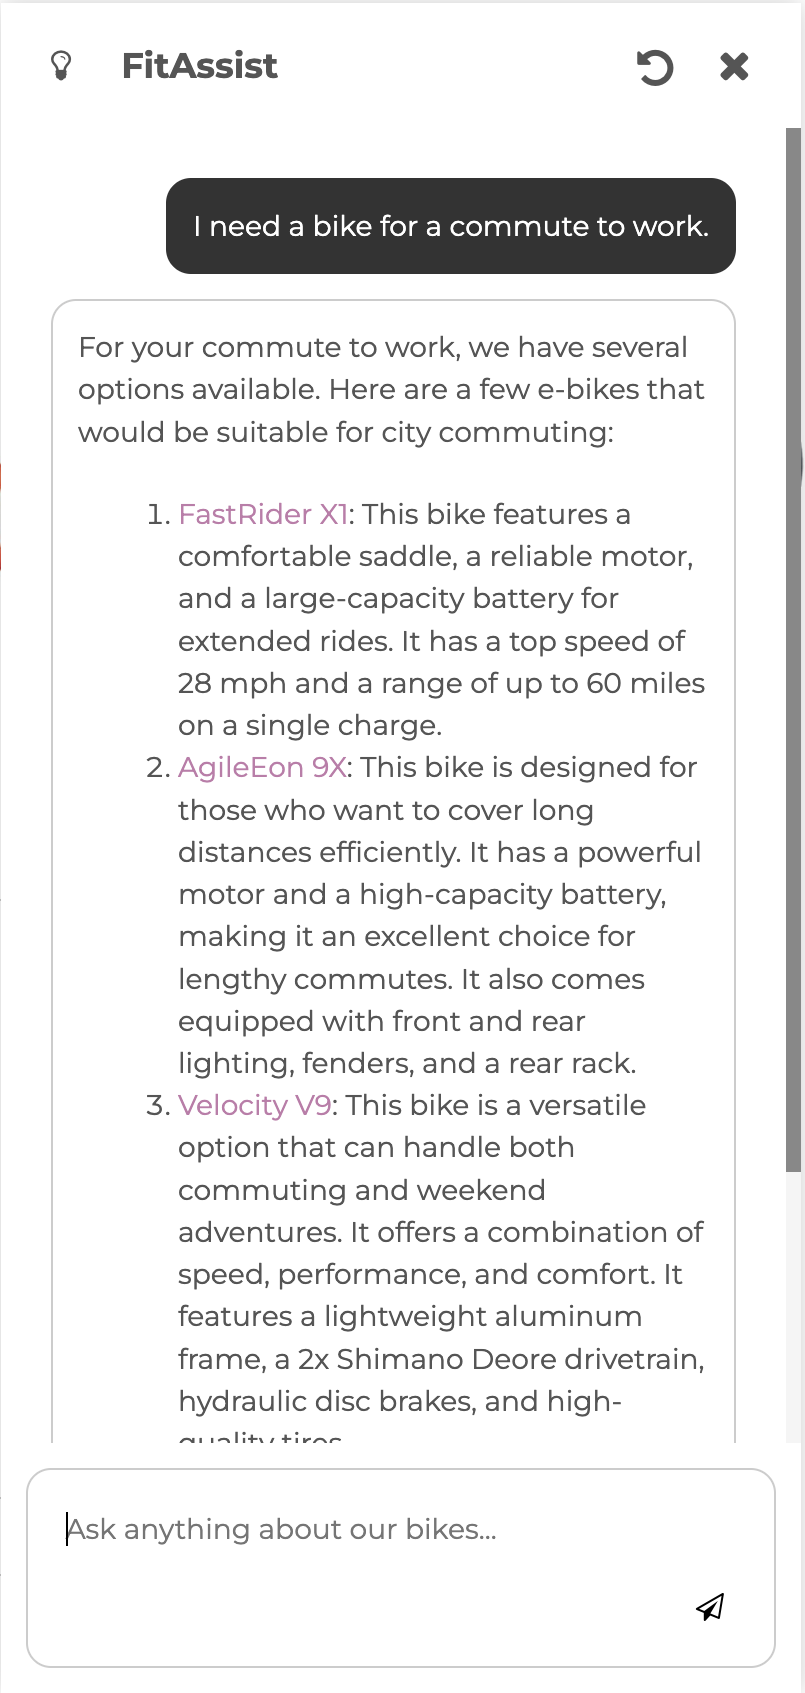 FitAssist
I need a bike for a commute to work.
For your commute to work, we have several
options available. Here are a few e-bikes that
would be suitable for city commuting:
1. FastRider X1: This bike features a
comfortable saddle, a reliable motor,
and a large-capacity battery for
extended rides. It has a top speed of
28 mph and a range of up to 60 miles
on a single charge.
2. AgileEon 9X: This bike is designed for
those who want to cover long
distances efficiently. It has a powerful
motor and a high-capacity battery,
making it an excellent choice for
lengthy commutes. It also comes
equipped with front and rear
lighting, fenders, and a rear rack.
3. Velocity V9: This bike is a versatile
option that can handle both
commuting and weekend
adventures. It offers a combination of
speed, performance, and comfort. It
features a lightweight aluminum
frame, a 2x Shimano Deore drivetrain,
hydraulic disc brakes, and high-
quality tires
Ask anything about our bikes...